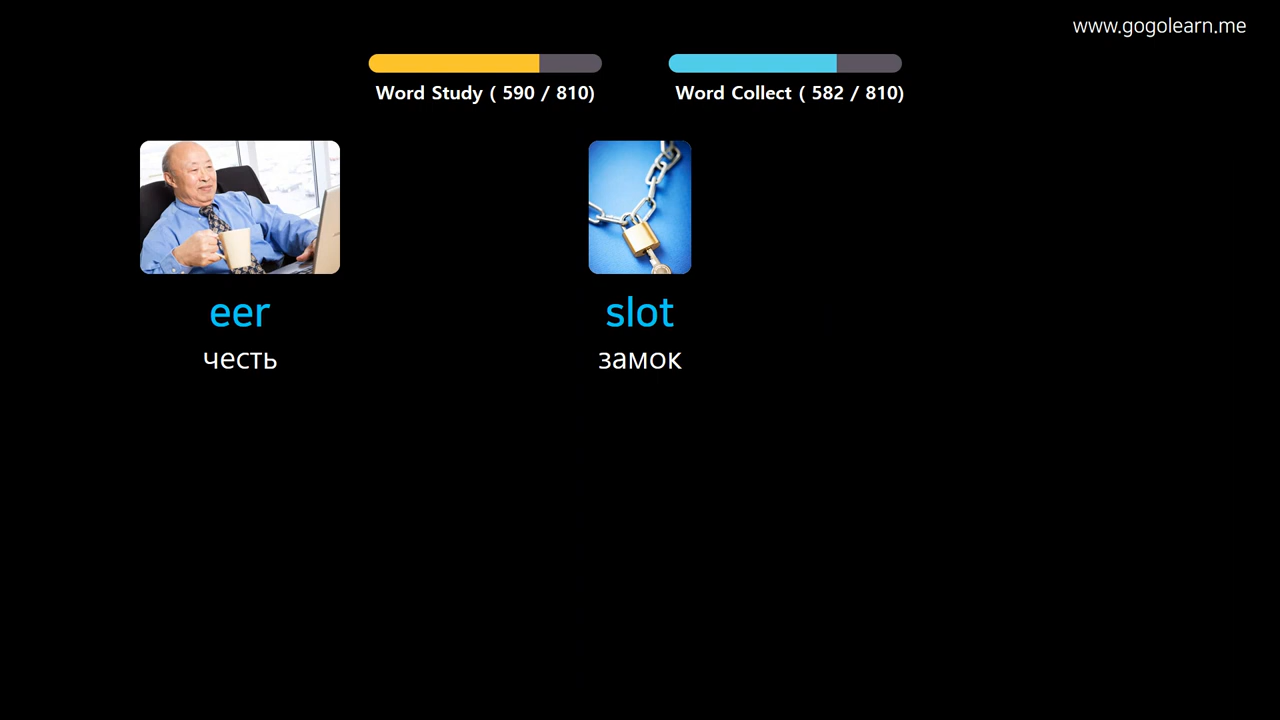 www.gogolearn.me
Word Study ( 590 / 810)
Word Collect ( 582 / 810)
eer
slot
честь
замок